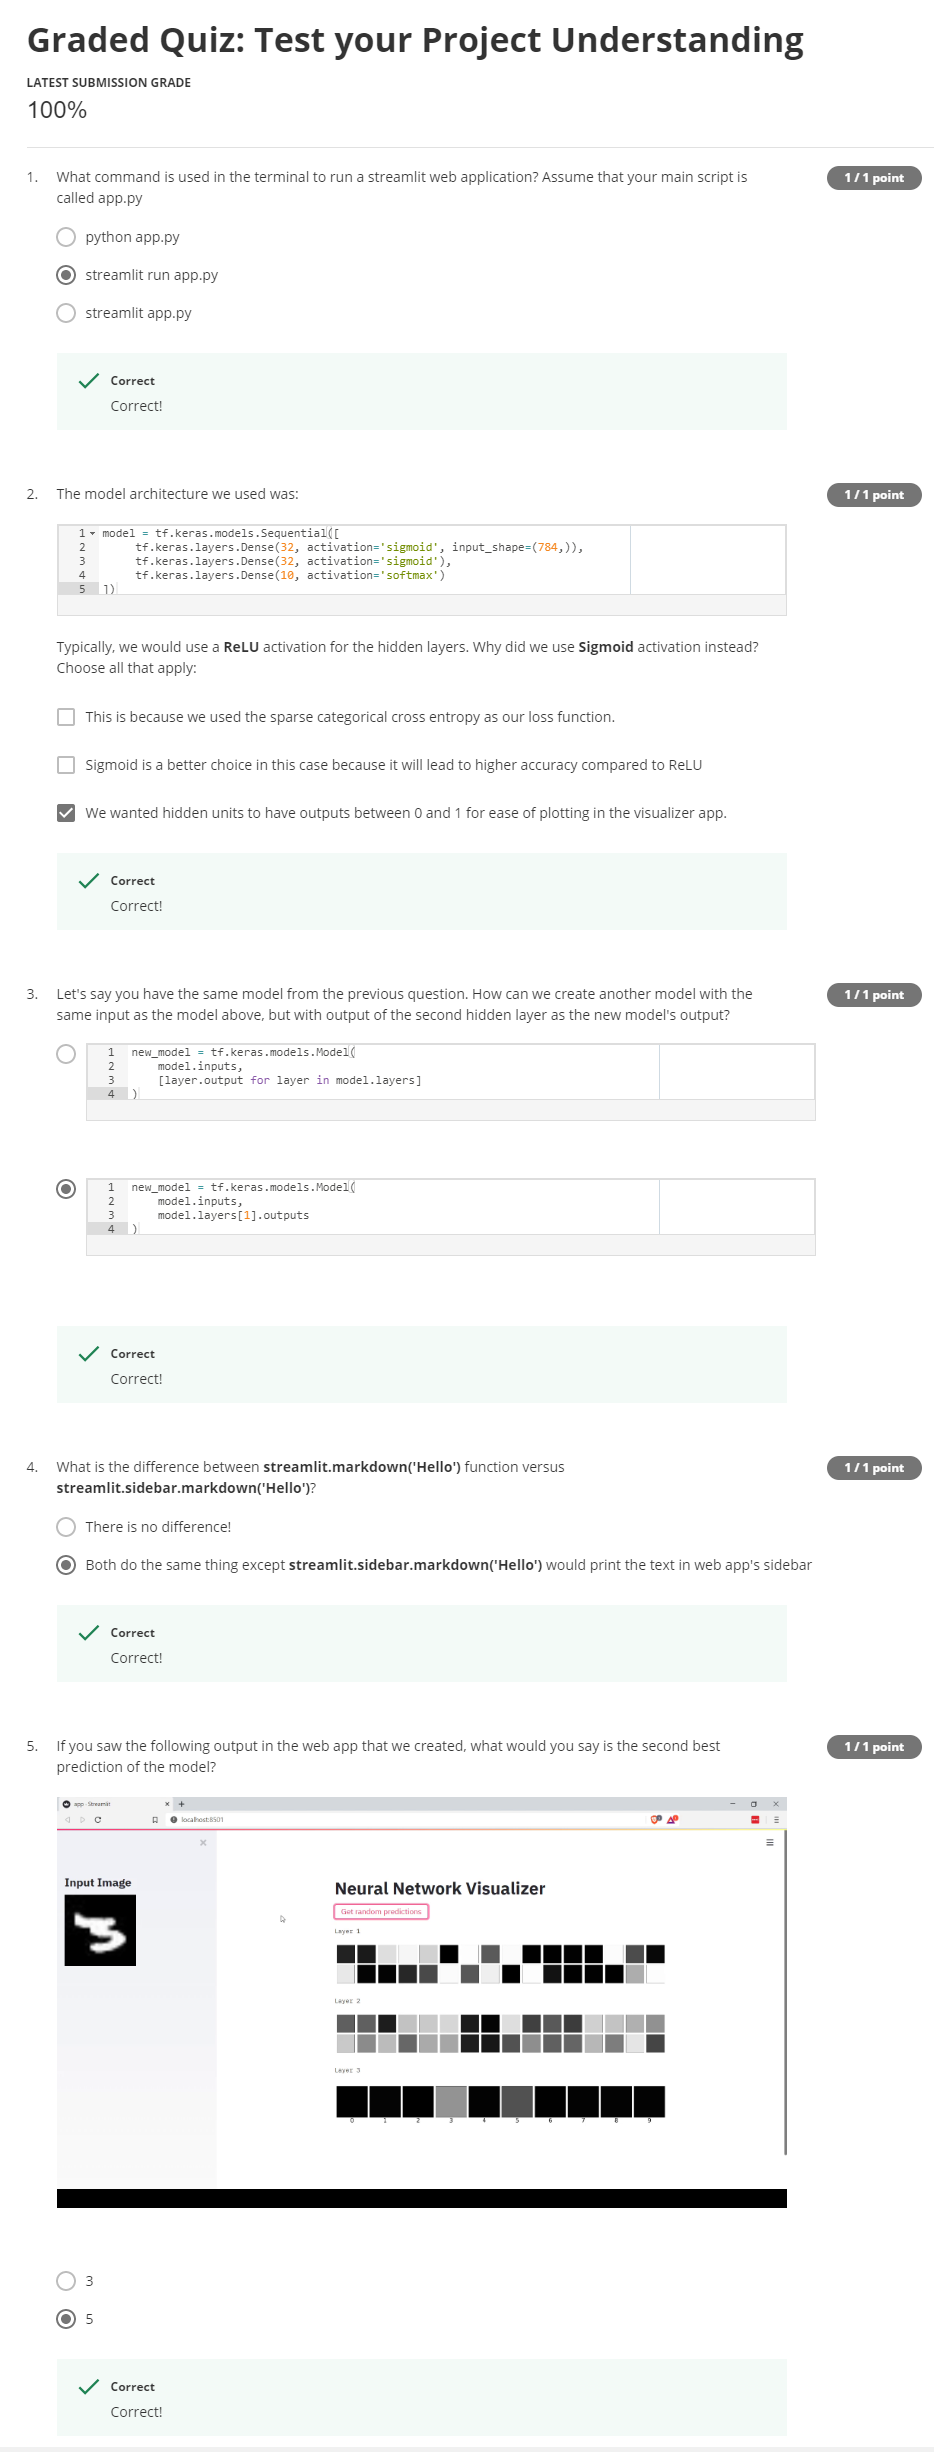 Graded Quiz: Test your Project Understanding
LATEST SUBMISSION GRADE
100%
1. What command is used in the terminal to run a streamlit web application? Assume that your main script is
called app.py
1 / 1 point
python app.py
streamlit run app.py
streamlit app.py
Correct
Correct!
2. The model architecture we used was:
1 / 1 point
1 model = tf.keras.models.Sequential([
2 tf.keras.layers.Dense(32, activation='sigmoid', input_shape=(784,)),
3 tf.keras.layers.Dense(32, activation='sigmoid'),
4 tf.keras.layers.Dense(10, activation='softmax')
5 ])
Typically, we would use a ReLU activation for the hidden layers. Why did we use Sigmoid activation instead?
Choose all that apply:
This is because we used the sparse categorical cross entropy as our loss function.
Sigmoid is a better choice in this case because it will lead to higher accuracy compared to ReLU
We wanted hidden units to have outputs between 0 and 1 for ease of plotting in the visualizer app.
Correct
Correct!
3. Let's say you have the same model from the previous question. How can we create another model with the
same input as the model above, but with output of the second hidden layer as the new model's output?
1 / 1 point
1 new_model = tf.keras.models.Model(
2 model.inputs,
3 [layer.output for layer in model.layers]
4 )
1 new_model = tf.keras.models.Model(
2 model.inputs,
3 model.layers[1].outputs
4 )
Correct
Correct!
4. What is the difference between streamlit.markdown('Hello') function versus
streamlit.sidebar.markdown('Hello')?
1 / 1 point
There is no difference!
Both do the same thing except streamlit.sidebar.markdown('Hello') would print the text in web app's sidebar
Correct
Correct!
5. If you saw the following output in the web app that we created, what would you say is the second best
prediction of the model?
1 / 1 point
app · Streamlit
localhost:8501
Input Image
Neural Network Visualizer
Get random predictions
Layer 1
Layer 2
Layer 3
0 1 2 3 4 5 6 7 8 9
3
5
Correct
Correct!